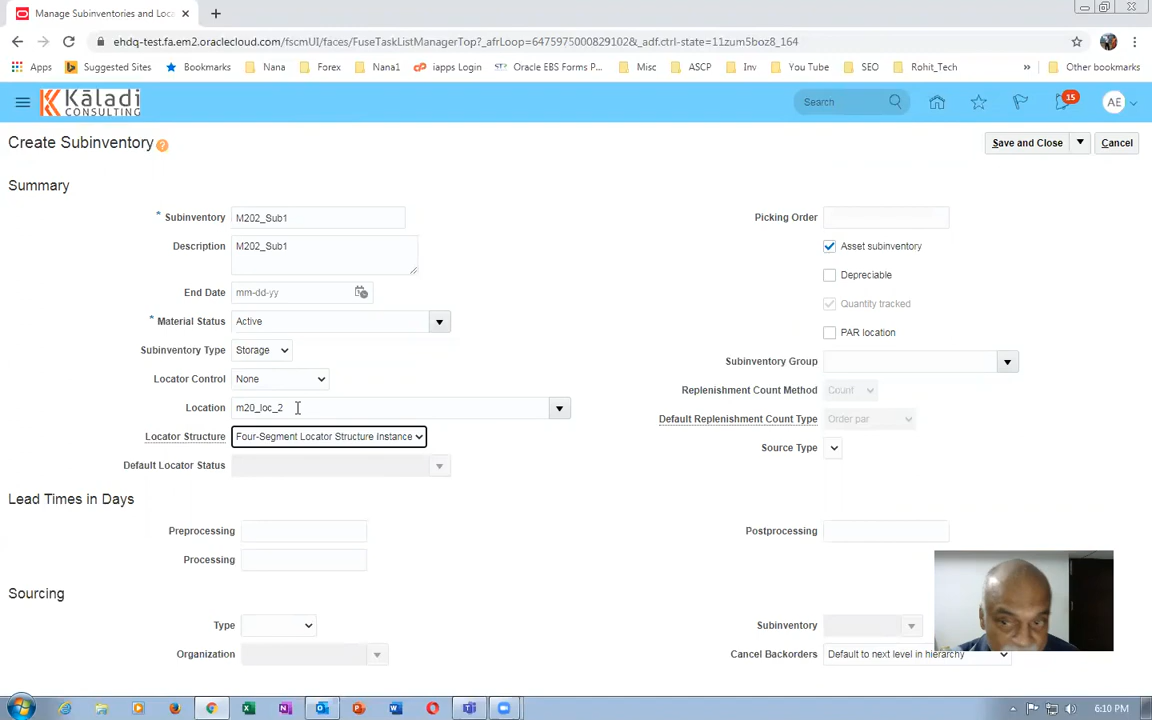 Manage Subinventories and Loca
ehdq-test.fa.em2.oraclecloud.com/fscmUI/faces/FuseTaskListManagerTop?_afrLoop=6475975000829102&_adf.ctrl-state=11zum5boz8_164
Apps Suggested Sites Bookmarks Nana Forex Nana1 iapps Login Oracle EBS Forms P... Misc ASCP Inv You Tube SEO Rohit_Tech » Other bookmarks
Kāladi
CONSULTING
Search
15
AE
Create Subinventory ?
Save and Close
Cancel
Summary
* Subinventory M202_Sub1
Description M202_Sub1
End Date mm-dd-yy
* Material Status Active
Subinventory Type Storage
Locator Control None
Location m20_loc_2
Locator Structure Four-Segment Locator Structure Instance
Default Locator Status
Picking Order
Asset subinventory
Depreciable
Quantity tracked
PAR location
Subinventory Group
Replenishment Count Method Count
Default Replenishment Count Type Order par
Source Type
Lead Times in Days
Preprocessing
Processing
Postprocessing
Sourcing
Type
Organization
Subinventory
Cancel Backorders Default to next level in hierarchy
6:10 PM